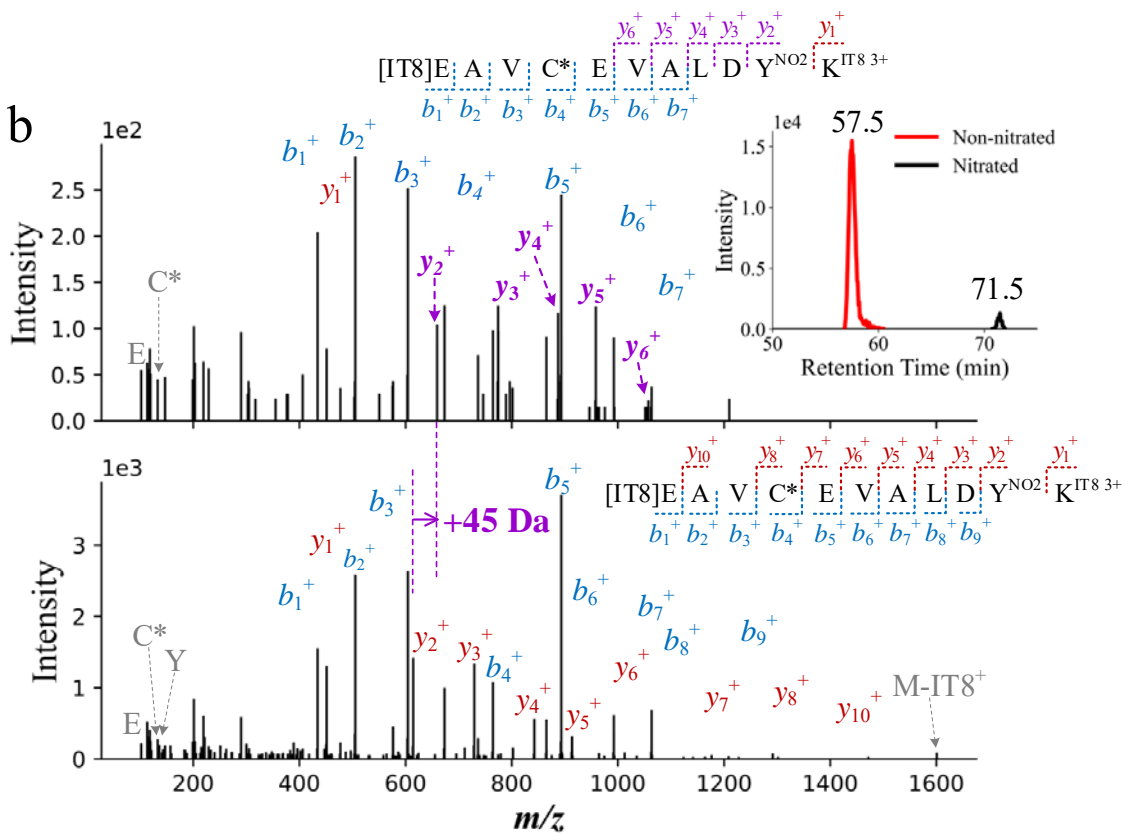 y6+ y5+ y4+ y3+ y2+ y1+
[IT8]E A V C* E V A L D Y^NO2 K^IT8 3+
b1+ b2+ b3+ b4+ b5+ b6+ b7+
b
1e2
Intensity
2.5
2.0
1.5
1.0
0.5
0.0
E
C*
b1+
y1+
b2+
b3+
b4+
b5+
b6+
b7+
y2+
y3+
y4+
y5+
y6+
1e4
57.5
Non-nitrated
Nitrated
71.5
Intensity
1.5
1.0
0.5
0.0
50 60 70
Retention Time (min)
1e3
Intensity
3
2
1
0
y10+ y8+ y7+ y6+ y5+ y4+ y3+ y2+ y1+
[IT8]E A V C* E V A L D Y^NO2 K^IT8 3+
b1+ b2+ b3+ b4+ b5+ b6+ b7+ b8+ b9+
+45 Da
E
C*
Y
b1+
y1+
b2+
b3+
y2+
y3+
b4+
y4+
b5+
y5+
b6+
y6+
b7+
b8+
y7+
b9+
y8+
y10+
M-IT8+
200 400 600 800 1000 1200 1400 1600
m/z